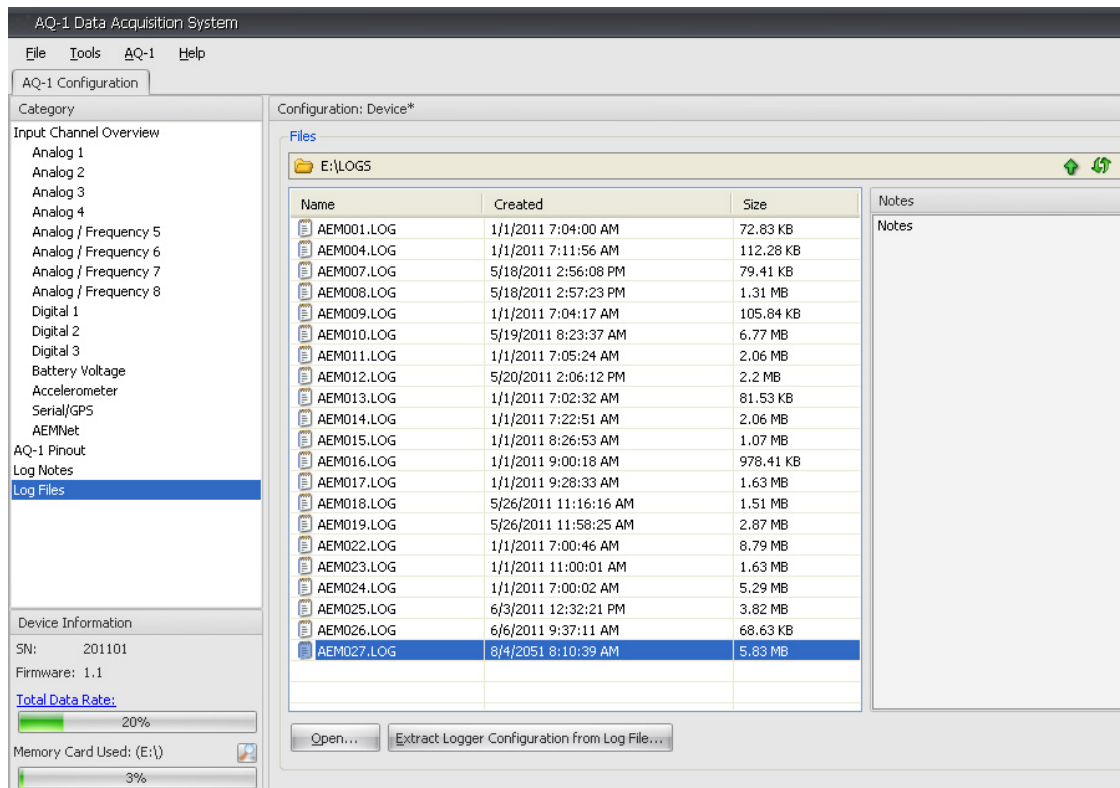 AQ-1 Data Acquisition System
File Tools AQ-1 Help
AQ-1 Configuration
Category
Input Channel Overview
Analog 1
Analog 2
Analog 3
Analog 4
Analog / Frequency 5
Analog / Frequency 6
Analog / Frequency 7
Analog / Frequency 8
Digital 1
Digital 2
Digital 3
Battery Voltage
Accelerometer
Serial/GPS
AEMNet
AQ-1 Pinout
Log Notes
Log Files
Device Information
SN: 201101
Firmware: 1.1
Total Data Rate:
20%
Memory Card Used: (E:\)
3%
Configuration: Device*
Files
E:\LOGS
Name Created Size
AEM001.LOG 1/1/2011 7:04:00 AM 72.83 KB
AEM004.LOG 1/1/2011 7:11:56 AM 112.28 KB
AEM007.LOG 5/18/2011 2:56:08 PM 79.41 KB
AEM008.LOG 5/18/2011 2:57:23 PM 1.31 MB
AEM009.LOG 1/1/2011 7:04:17 AM 105.84 KB
AEM010.LOG 5/19/2011 8:23:37 AM 6.77 MB
AEM011.LOG 1/1/2011 7:05:24 AM 2.06 MB
AEM012.LOG 5/20/2011 2:06:12 PM 2.2 MB
AEM013.LOG 1/1/2011 7:02:32 AM 81.53 KB
AEM014.LOG 1/1/2011 7:22:51 AM 2.06 MB
AEM015.LOG 1/1/2011 8:26:53 AM 1.07 MB
AEM016.LOG 1/1/2011 9:00:18 AM 978.41 KB
AEM017.LOG 1/1/2011 9:28:33 AM 1.63 MB
AEM018.LOG 5/26/2011 11:16:16 AM 1.51 MB
AEM019.LOG 5/26/2011 11:58:25 AM 2.87 MB
AEM022.LOG 1/1/2011 7:00:46 AM 8.79 MB
AEM023.LOG 1/1/2011 11:00:01 AM 1.63 MB
AEM024.LOG 1/1/2011 7:00:02 AM 5.29 MB
AEM025.LOG 6/3/2011 12:32:21 PM 3.82 MB
AEM026.LOG 6/6/2011 9:37:11 AM 68.63 KB
AEM027.LOG 8/4/2051 8:10:39 AM 5.83 MB
Notes
Notes
Open... Extract Logger Configuration from Log File...